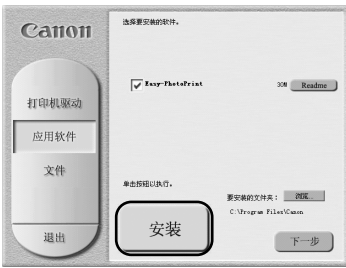 Canon
选择要安装的软件。
Easy-PhotoPrint
30M
Readme
打印机驱动
应用软件
文件
退出
单击按钮以执行。
安装
要安装的文件夹：
浏览...
C:\Program Files\Canon
下一步